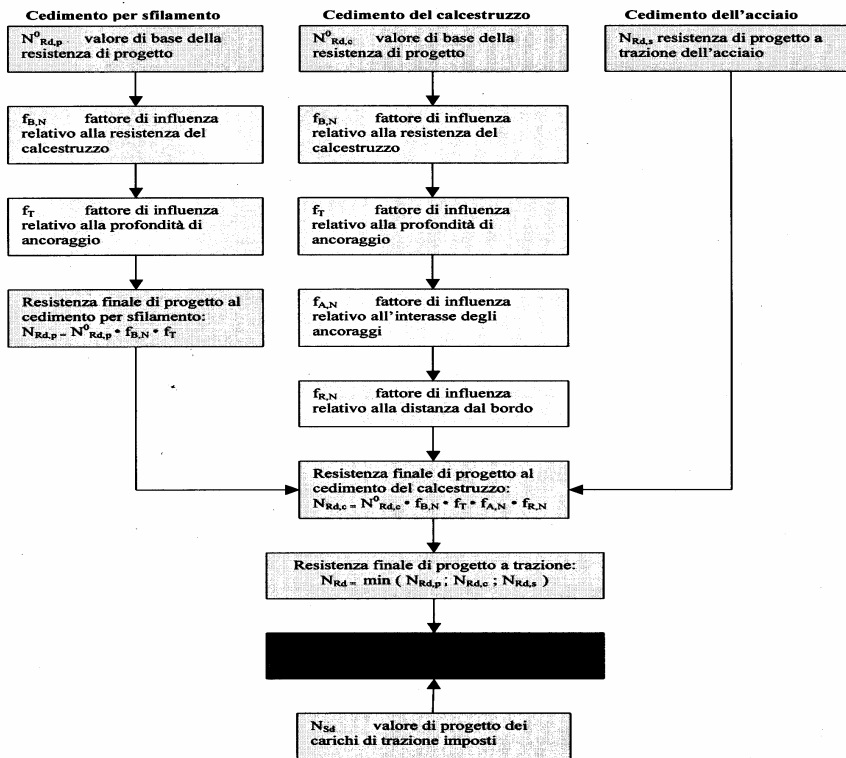 Cedimento per sfilamento
N⁰Rd,p valore di base della
resistenza di progetto
fB,N fattore di influenza
relativo alla resistenza del
calcestruzzo
fT fattore di influenza
relativo alla profondità di
ancoraggio
Resistenza finale di progetto al
cedimento per sfilamento:
NRd,p = N⁰Rd,p • fB,N • fT
Cedimento del calcestruzzo
N⁰Rd,c valore di base della
resistenza di progetto
fB,N fattore di influenza
relativo alla resistenza del
calcestruzzo
fT fattore di influenza
relativo alla profondità di
ancoraggio
fA,N fattore di influenza
relativo all'interasse degli
ancoraggi
fR,N fattore di influenza
relativo alla distanza dal bordo
Resistenza finale di progetto al
cedimento del calcestruzzo:
NRd,c = N⁰Rd,c • fB,N • fT • fA,N • fR,N
Cedimento dell'acciaio
NRd,s resistenza di progetto a
trazione dell'acciaio
Resistenza finale di progetto a trazione:
NRd = min ( NRd,p ; NRd,c ; NRd,s )
NSd valore di progetto dei
carichi di trazione imposti